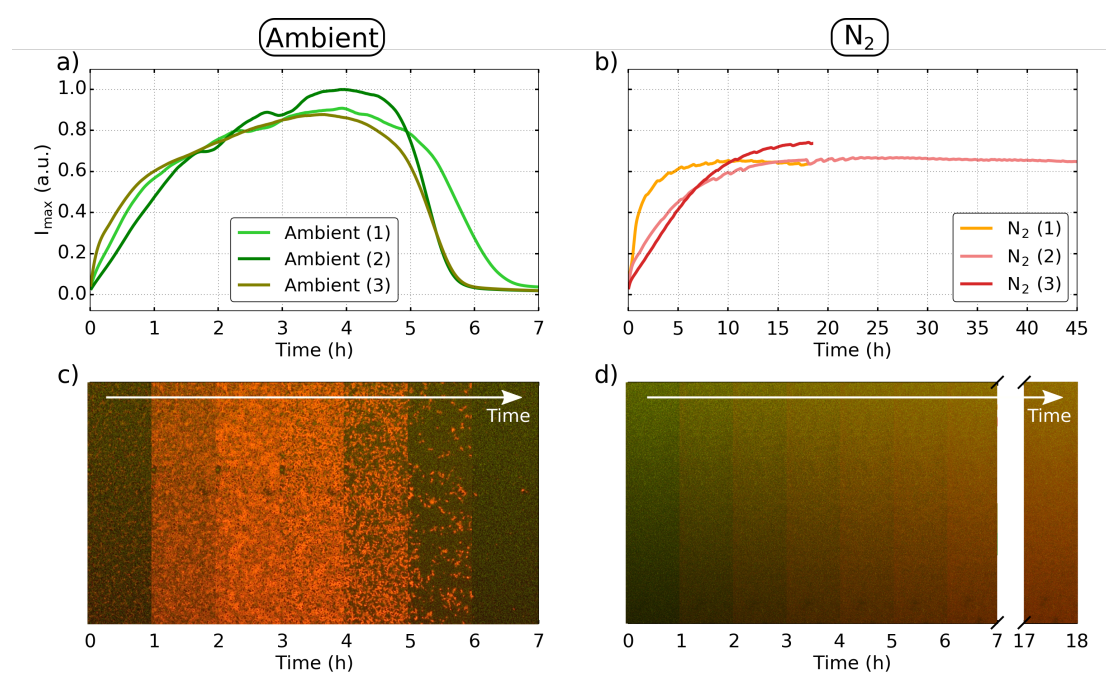 Ambient
N₂
a)
b)
1.0
0.8
0.6
0.4
0.2
0.0
I_max (a.u.)
Ambient (1)
Ambient (2)
Ambient (3)
0 1 2 3 4 5 6 7
Time (h)
N₂ (1)
N₂ (2)
N₂ (3)
0 5 10 15 20 25 30 35 40 45
Time (h)
c)
d)
Time
Time
0 1 2 3 4 5 6 7
Time (h)
0 1 2 3 4 5 6 7 17 18
Time (h)